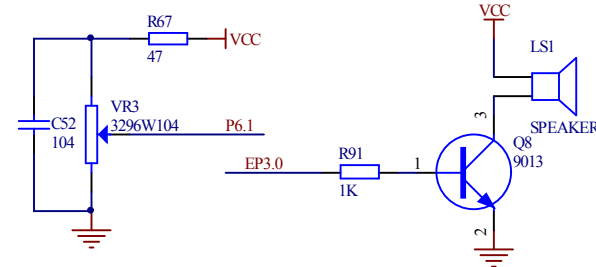 R67
VCC
47
C52
104
VR3
3296W104
P6.1
VCC
LS1
SPEAKER
3
Q8
9013
EP3.0
R91
1K
1
2